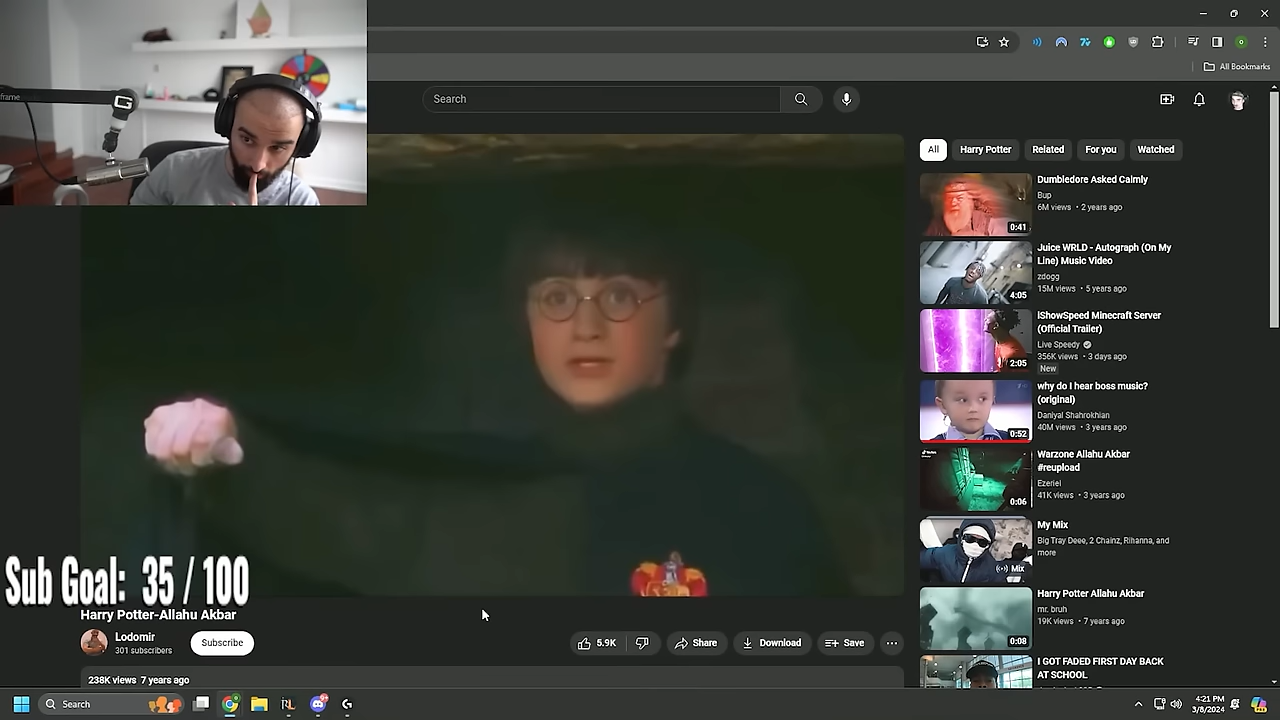 frame
G
All Bookmarks
Search
All
Harry Potter
Related
For you
Watched
Dumbledore Asked Calmly
Bup
6M views • 2 years ago
0:41
Juice WRLD - Autograph (On My
Line) Music Video
zdogg
15M views • 5 years ago
4:05
IShowSpeed Minecraft Server
(Official Trailer)
Live Speedy
356K views • 3 days ago
New
2:05
why do I hear boss music?
(original)
Daniyal Shahrokhian
40M views • 3 years ago
0:52
Warzone Allahu Akbar
#reupload
Ezeriel
41K views • 3 years ago
0:06
My Mix
Big Tray Deee, 2 Chainz, Rihanna, and
more
Mix
Harry Potter Allahu Akbar
mr. bruh
19K views • 7 years ago
0:08
I GOT FADED FIRST DAY BACK
AT SCHOOL
Sub Goal: 35 / 100
Harry Potter-Allahu Akbar
Lodomir
301 subscribers
Subscribe
5.9K
Share
Download
Save
238K views 7 years ago
Search
4:21 PM
3/8/2024